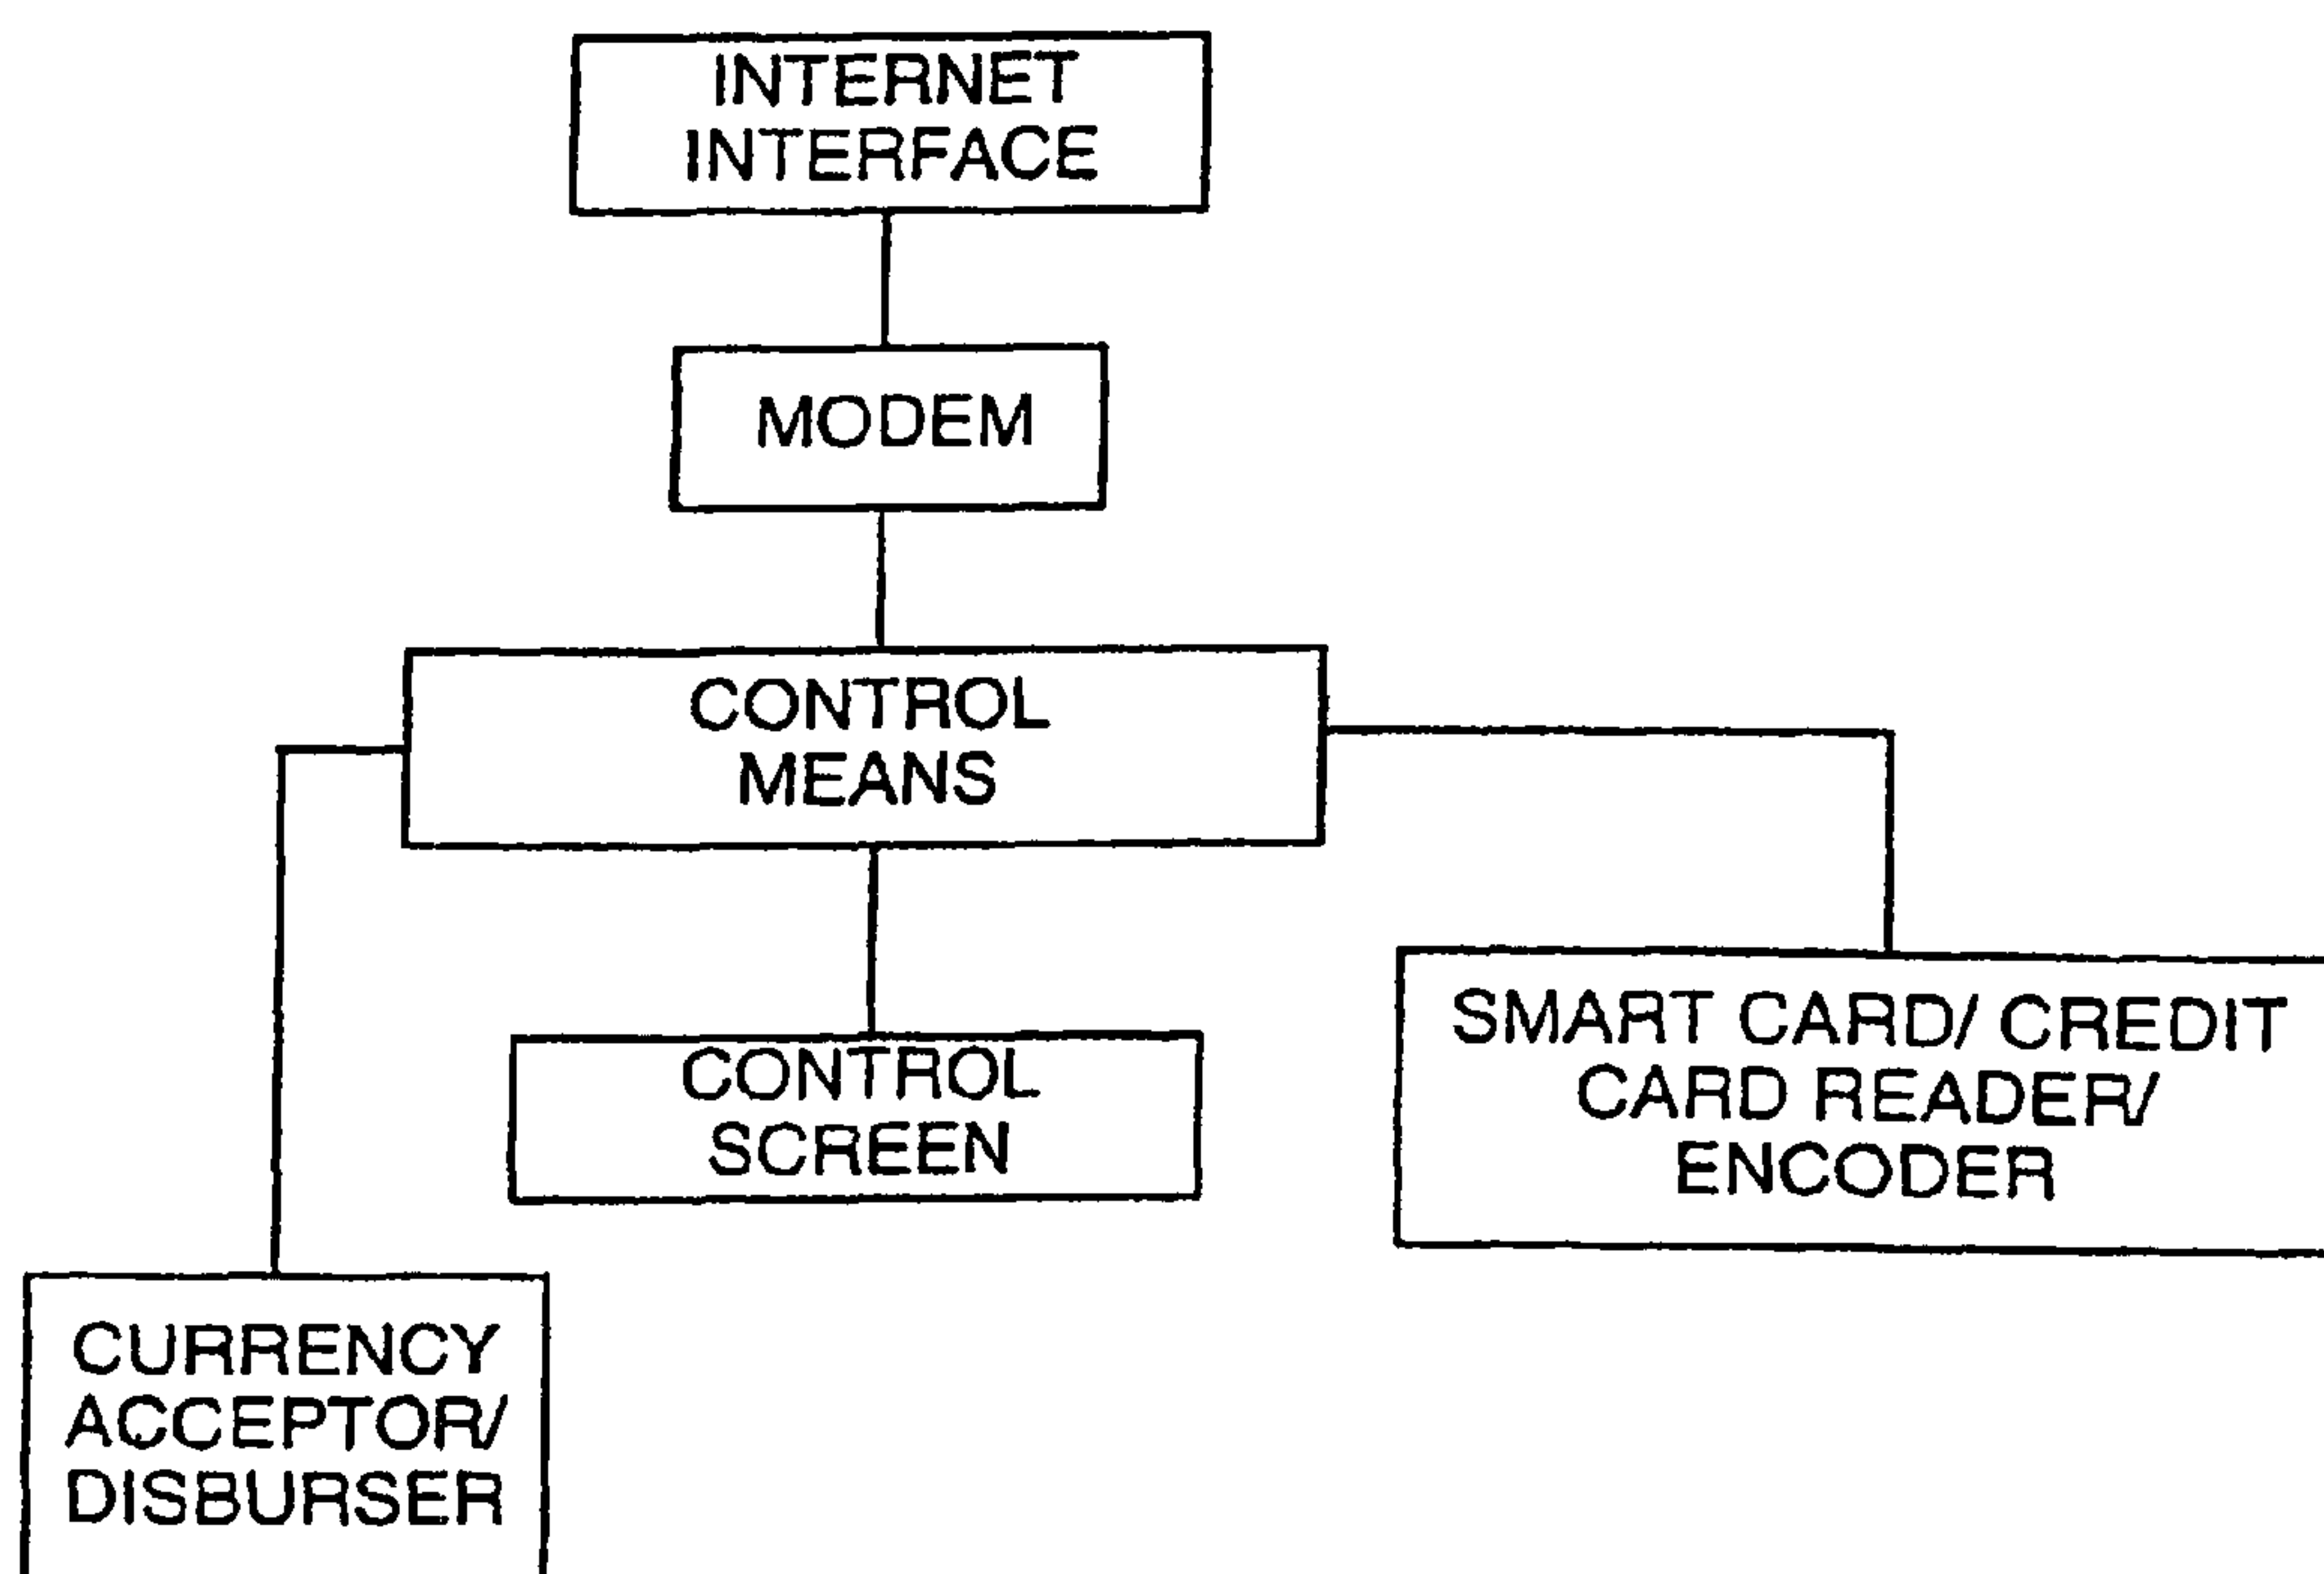 INTERNET
INTERFACE
MODEM
CONTROL
MEANS
CONTROL
SCREEN
SMART CARD/ CREDIT
CARD READER/
ENCODER
CURRENCY
ACCEPTOR/
DISBURSER